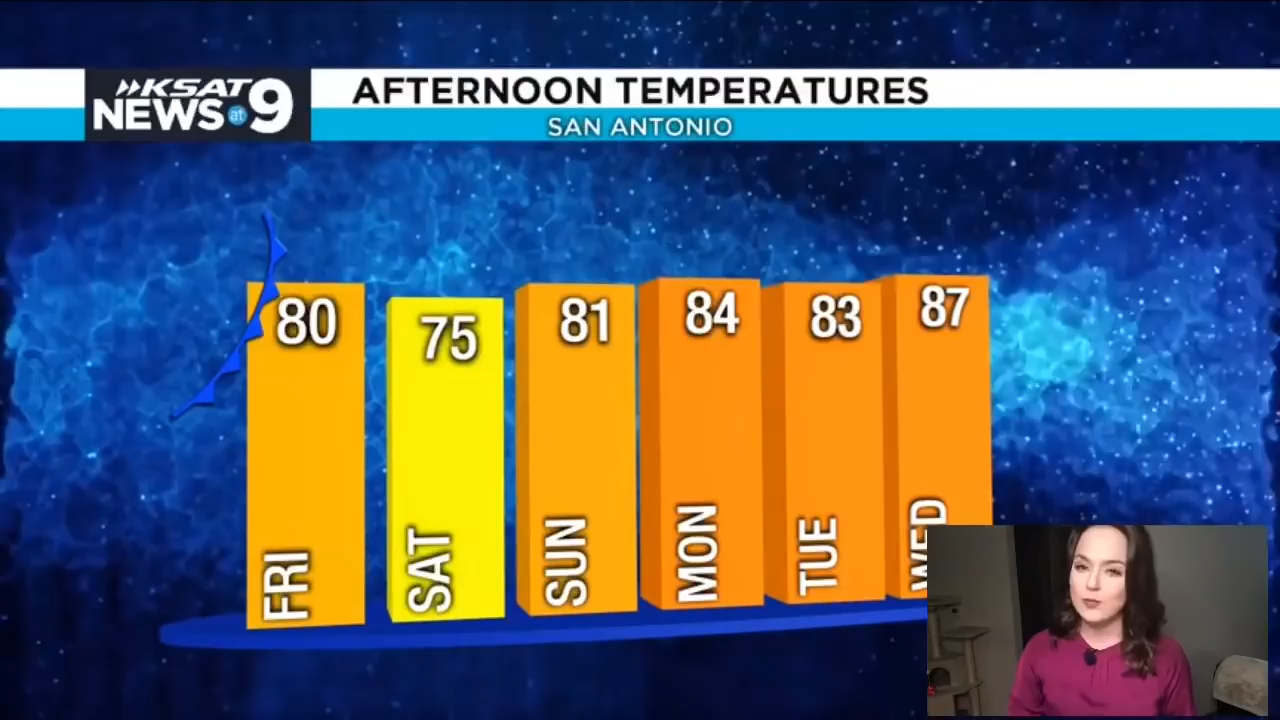 KSAT
NEWS at 9
AFTERNOON TEMPERATURES
SAN ANTONIO
80
75
81
84
83
87
FRI
SAT
SUN
MON
TUE
WED